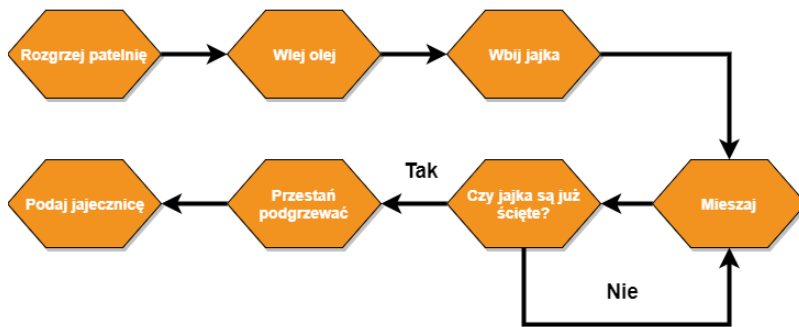 Rozgrzej patelnię
Wlej olej
Wbij jajka
Mieszaj
Czy jajka są już
ścięte?
Tak
Przestań
podgrzewać
Podaj jajecznicę
Nie